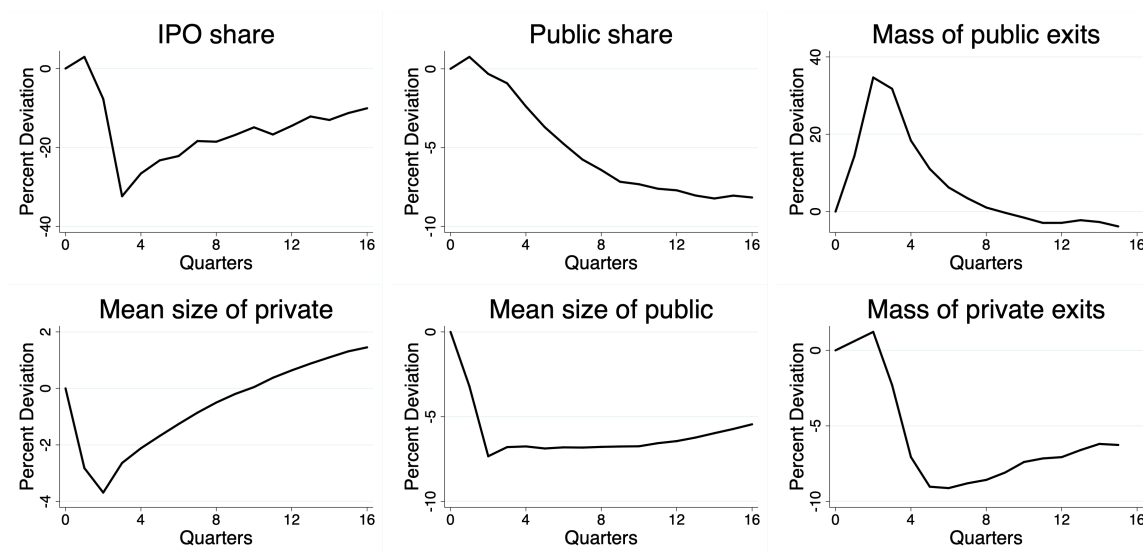 IPO share
Percent Deviation
0
-20
-40
0 4 8 12 16
Quarters
Public share
Percent Deviation
0
-5
-10
0 4 8 12 16
Quarters
Mass of public exits
Percent Deviation
40
20
0
0 4 8 12 16
Quarters
Mean size of private
Percent Deviation
2
0
-2
-4
0 4 8 12 16
Quarters
Mean size of public
Percent Deviation
0
-5
-10
0 4 8 12 16
Quarters
Mass of private exits
Percent Deviation
0
-5
-10
0 4 8 12 16
Quarters